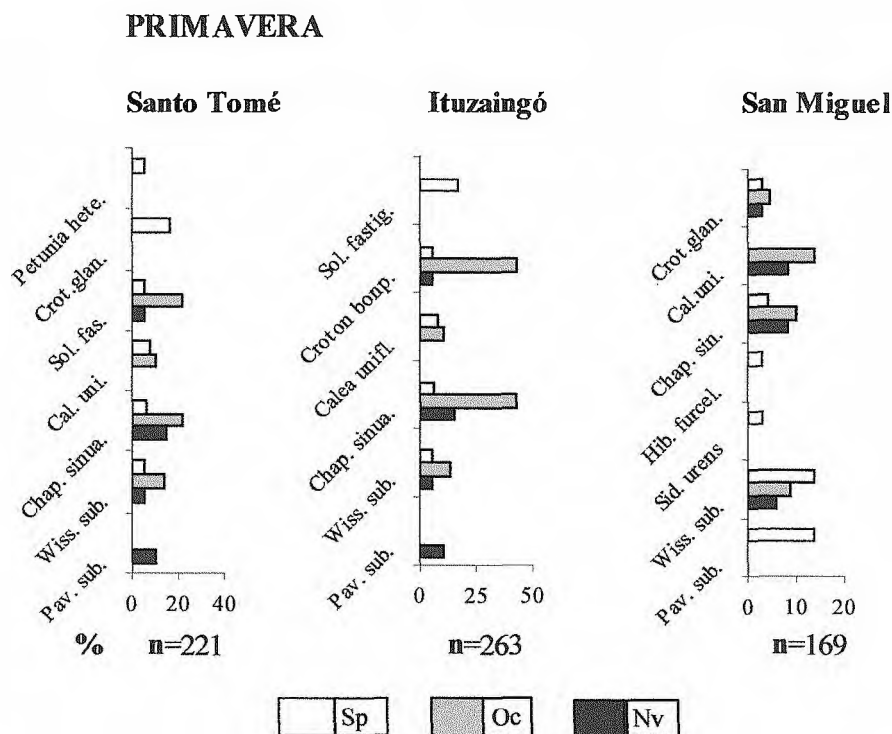 PRIMAVERA
Santo Tomé
Ituzaingó
San Miguel
Petunia hete.
Crot.glan.
Sol. fas.
Cal. uni.
Chap. sinua.
Wiss. sub.
Pav. sub.
0 20 40
% n=221
Sol. fastig.
Croton bonp.
Calea unifl.
Chap. sinua.
Wiss. sub.
Pav. sub.
0 25 50
n=263
Crot.glan.
Cal.uni.
Chap. sin.
Hib. furcel.
Sid. urens
Wiss. sub.
Pav. sub.
0 10 20
n=169
Sp Oc Nv